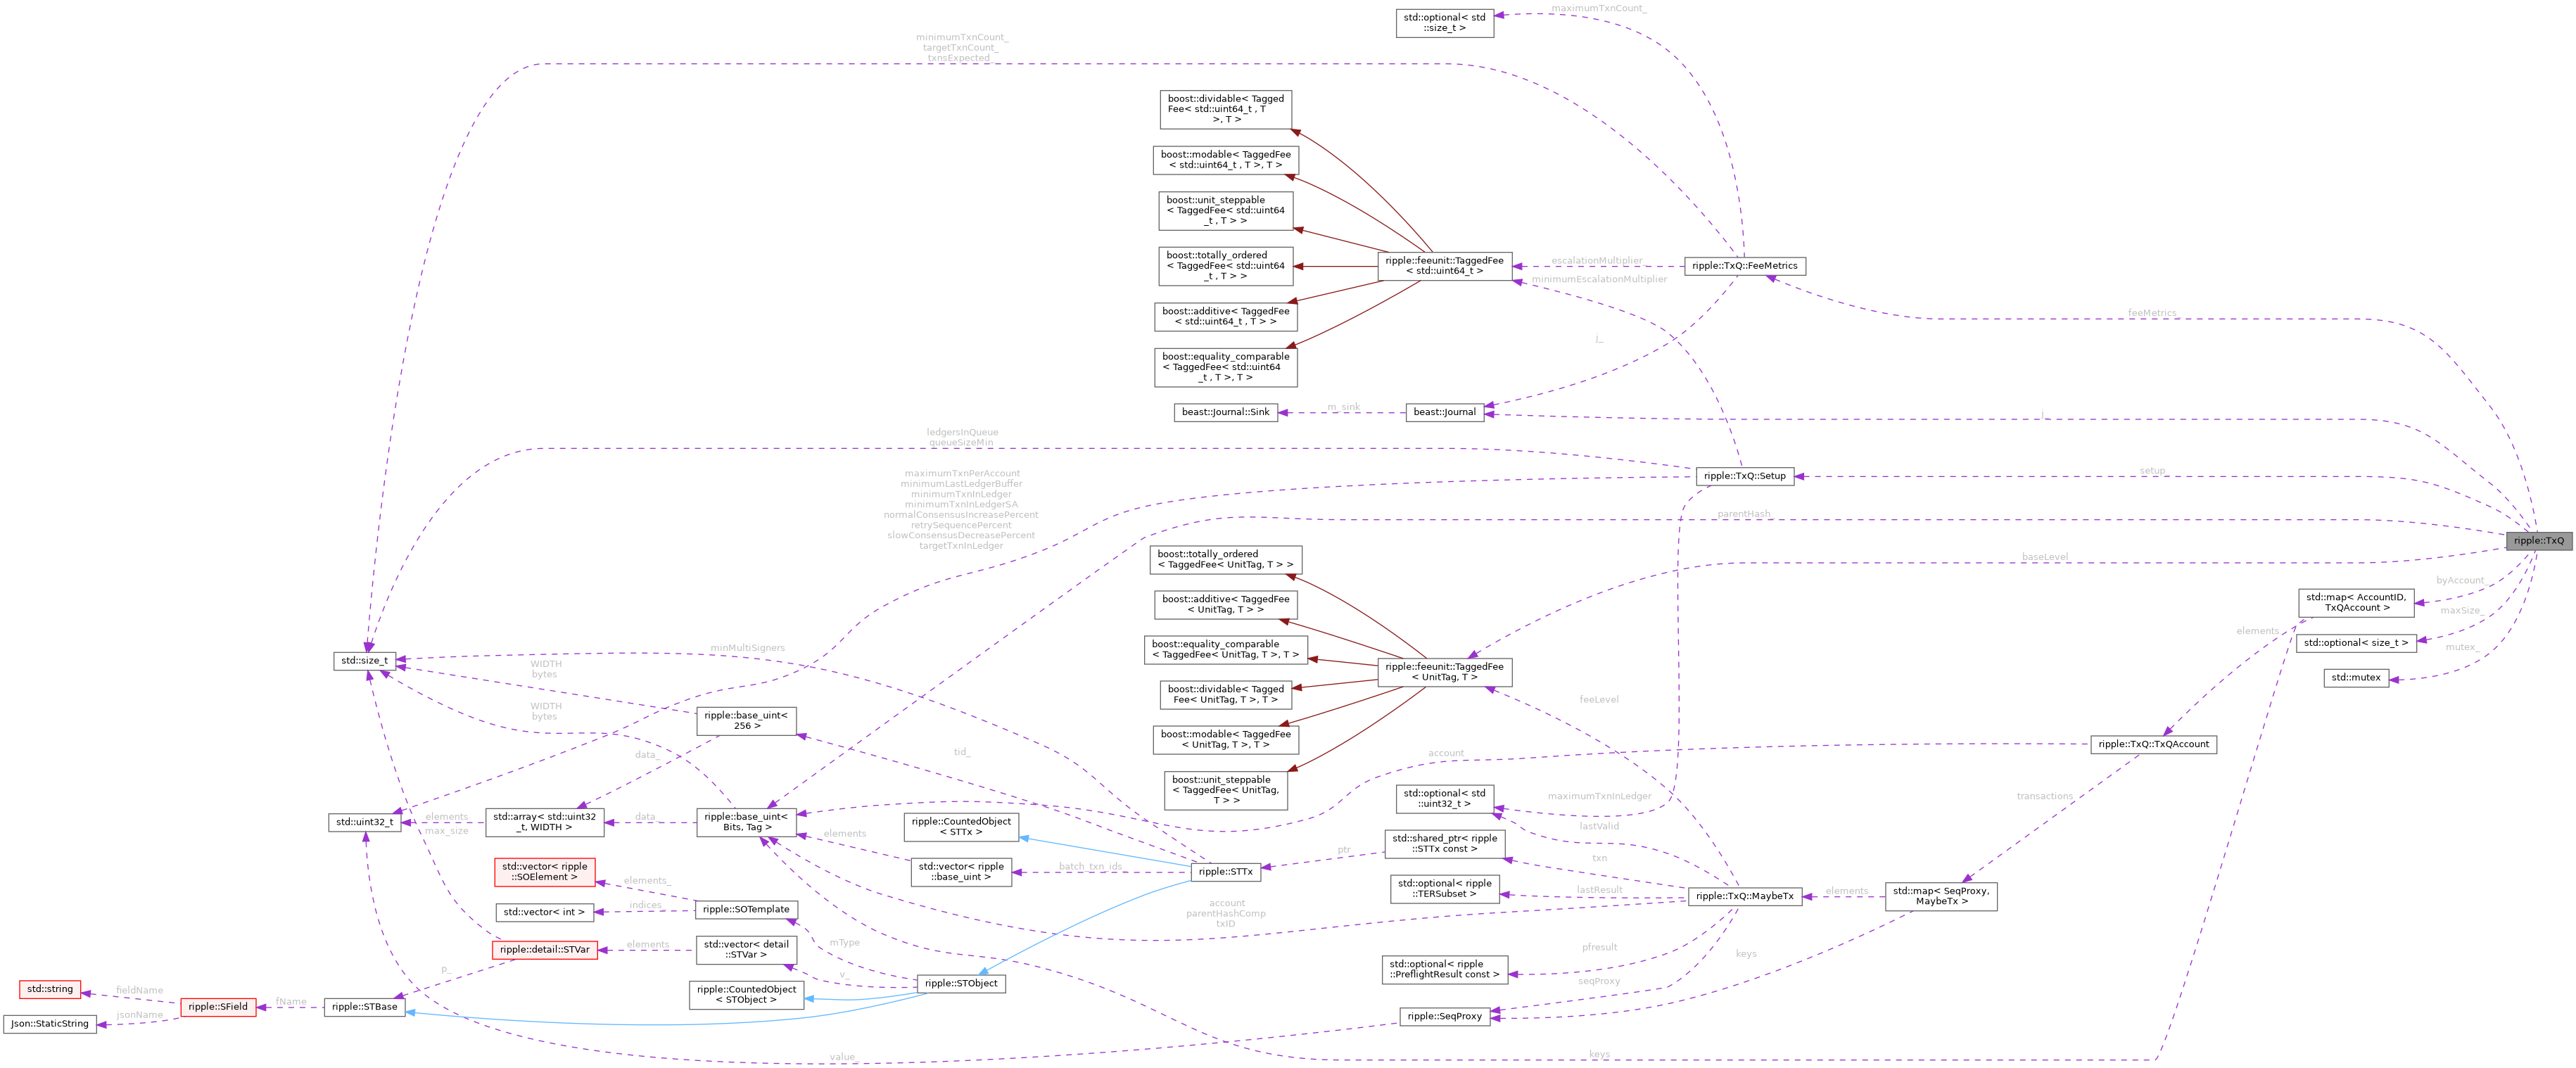 maximumTxnCount_
std::optional< std
::size_t >
minimumTxnCount_
targetTxnCount_
txnsExpected_
boost::dividable< Tagged
Fee< std::uint64_t , T
>, T >
boost::modable< TaggedFee
< std::uint64_t , T >, T >
boost::unit_steppable
< TaggedFee< std::uint64
_t , T > >
boost::totally_ordered
< TaggedFee< std::uint64
_t , T > >
boost::additive< TaggedFee
< std::uint64_t , T > >
boost::equality_comparable
< TaggedFee< std::uint64
_t , T >, T >
ripple::feeunit::TaggedFee
< std::uint64_t >
escalationMultiplier_
minimumEscalationMultiplier
ripple::TxQ::FeeMetrics
feeMetrics_
j_
beast::Journal::Sink
m_sink
beast::Journal
j_
ledgersInQueue
queueSizeMin
ripple::TxQ::Setup
setup_
maximumTxnPerAccount
minimumLastLedgerBuffer
minimumTxnInLedger
minimumTxnInLedgerSA
normalConsensusIncreasePercent
retrySequencePercent
slowConsensusDecreasePercent
targetTxnInLedger
parentHash_
ripple::TxQ
baseLevel
byAccount_
maxSize_
mutex_
std::map< AccountID,
TxQAccount >
std::optional< size_t >
std::mutex
elements
boost::totally_ordered
< TaggedFee< UnitTag, T > >
boost::additive< TaggedFee
< UnitTag, T > >
boost::equality_comparable
< TaggedFee< UnitTag, T >, T >
boost::dividable< Tagged
Fee< UnitTag, T >, T >
boost::modable< TaggedFee
< UnitTag, T >, T >
boost::unit_steppable
< TaggedFee< UnitTag,
T > >
ripple::feeunit::TaggedFee
< UnitTag, T >
feeLevel
std::size_t
minMultiSigners
WIDTH
bytes
WIDTH
bytes
ripple::base_uint<
256 >
data_
tid_
account
ripple::TxQ::TxQAccount
transactions
std::uint32_t
elements
max_size
std::array< std::uint32
_t, WIDTH >
data_
ripple::base_uint<
Bits, Tag >
elements
ripple::CountedObject
< STTx >
std::vector< ripple
::base_uint >
batch_txn_ids_
ripple::STTx
ptr
std::optional< std
::uint32_t >
maximumTxnInLedger
lastValid
std::shared_ptr< ripple
::STTx const >
txn
std::optional< ripple
::TERSubset >
lastResult
ripple::TxQ::MaybeTx
elements
std::map< SeqProxy,
MaybeTx >
account
parentHashComp
txID
pfresult
std::optional< ripple
::PreflightResult const >
seqProxy
keys
ripple::SeqProxy
std::vector< ripple
::SOElement >
elements_
std::vector< int >
indices_
ripple::SOTemplate
ripple::detail::STVar
elements
std::vector< detail
::STVar >
mType
v_
ripple::STObject
ripple::CountedObject
< STObject >
p_
std::string
fieldName
ripple::SField
fName
ripple::STBase
Json::StaticString
jsonName
value_
keys